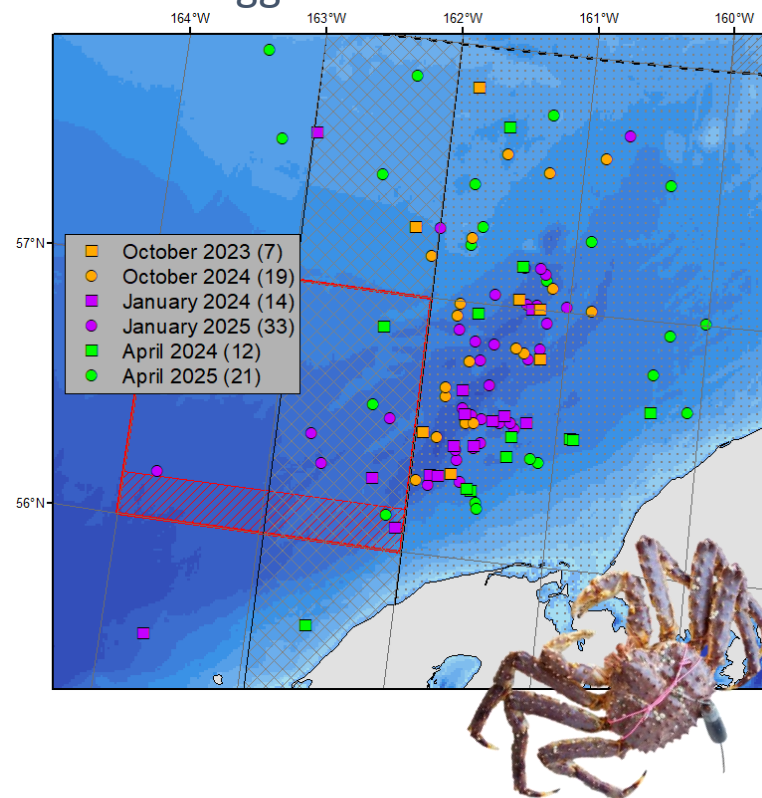 164°W 163°W 162°W 161°W 160°W
57°N
October 2023 (7)
October 2024 (19)
January 2024 (14)
January 2025 (33)
April 2024 (12)
April 2025 (21)
56°N